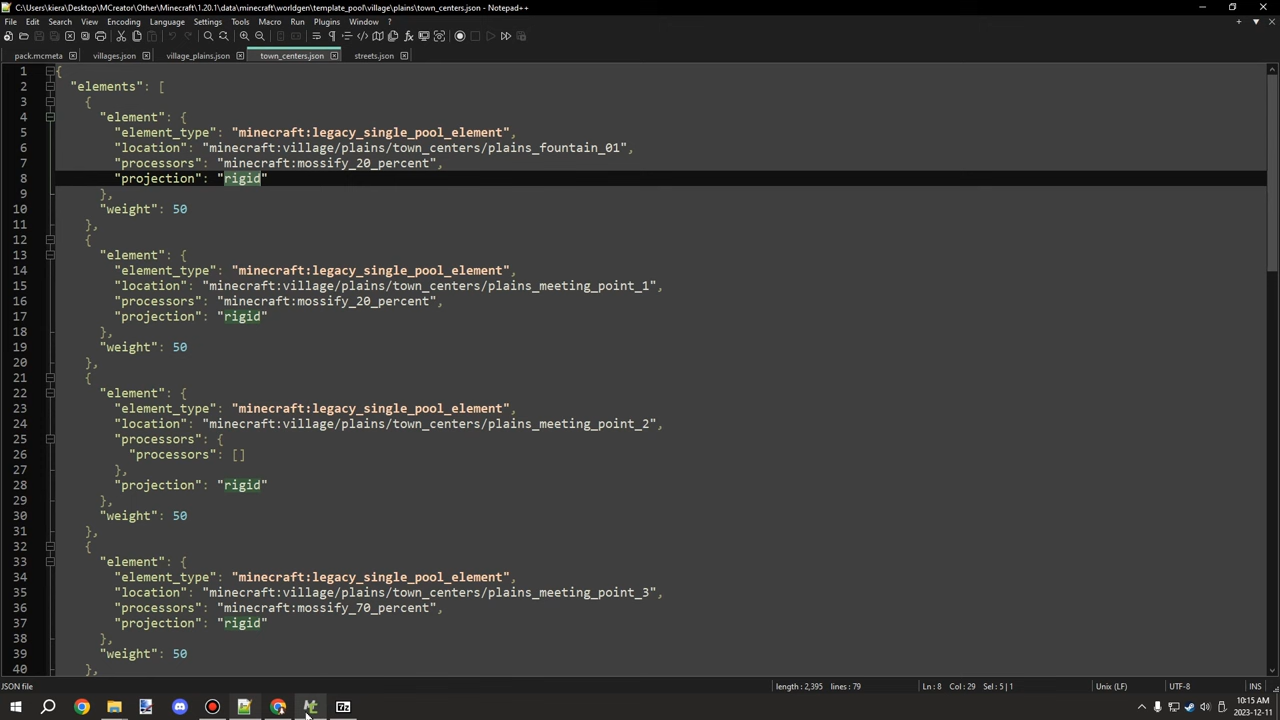 C:\Users\kiera\Desktop\MCreator\Other\Minecraft\1.20.1\data\minecraft\worldgen\template_pool\village\plains\town_centers.json - Notepad++
File Edit Search View Encoding Language Settings Tools Macro Run Plugins Window ?
pack.mcmeta villages.json village_plains.json town_centers.json streets.json
1 {
2 "elements": [
3 {
4 "element": {
5 "element_type": "minecraft:legacy_single_pool_element",
6 "location": "minecraft:village/plains/town_centers/plains_fountain_01",
7 "processors": "minecraft:mossify_20_percent",
8 "projection": "rigid"
9 },
10 "weight": 50
11 },
12 {
13 "element": {
14 "element_type": "minecraft:legacy_single_pool_element",
15 "location": "minecraft:village/plains/town_centers/plains_meeting_point_1",
16 "processors": "minecraft:mossify_20_percent",
17 "projection": "rigid"
18 },
19 "weight": 50
20 },
21 {
22 "element": {
23 "element_type": "minecraft:legacy_single_pool_element",
24 "location": "minecraft:village/plains/town_centers/plains_meeting_point_2",
25 "processors": {
26 "processors": []
27 },
28 "projection": "rigid"
29 },
30 "weight": 50
31 },
32 {
33 "element": {
34 "element_type": "minecraft:legacy_single_pool_element",
35 "location": "minecraft:village/plains/town_centers/plains_meeting_point_3",
36 "processors": "minecraft:mossify_70_percent",
37 "projection": "rigid"
38 },
39 "weight": 50
40 },
JSON file length : 2,395 lines : 79 Ln : 8 Col : 29 Sel : 5 | 1 Unix (LF) UTF-8 INS
10:15 AM
2023-12-11